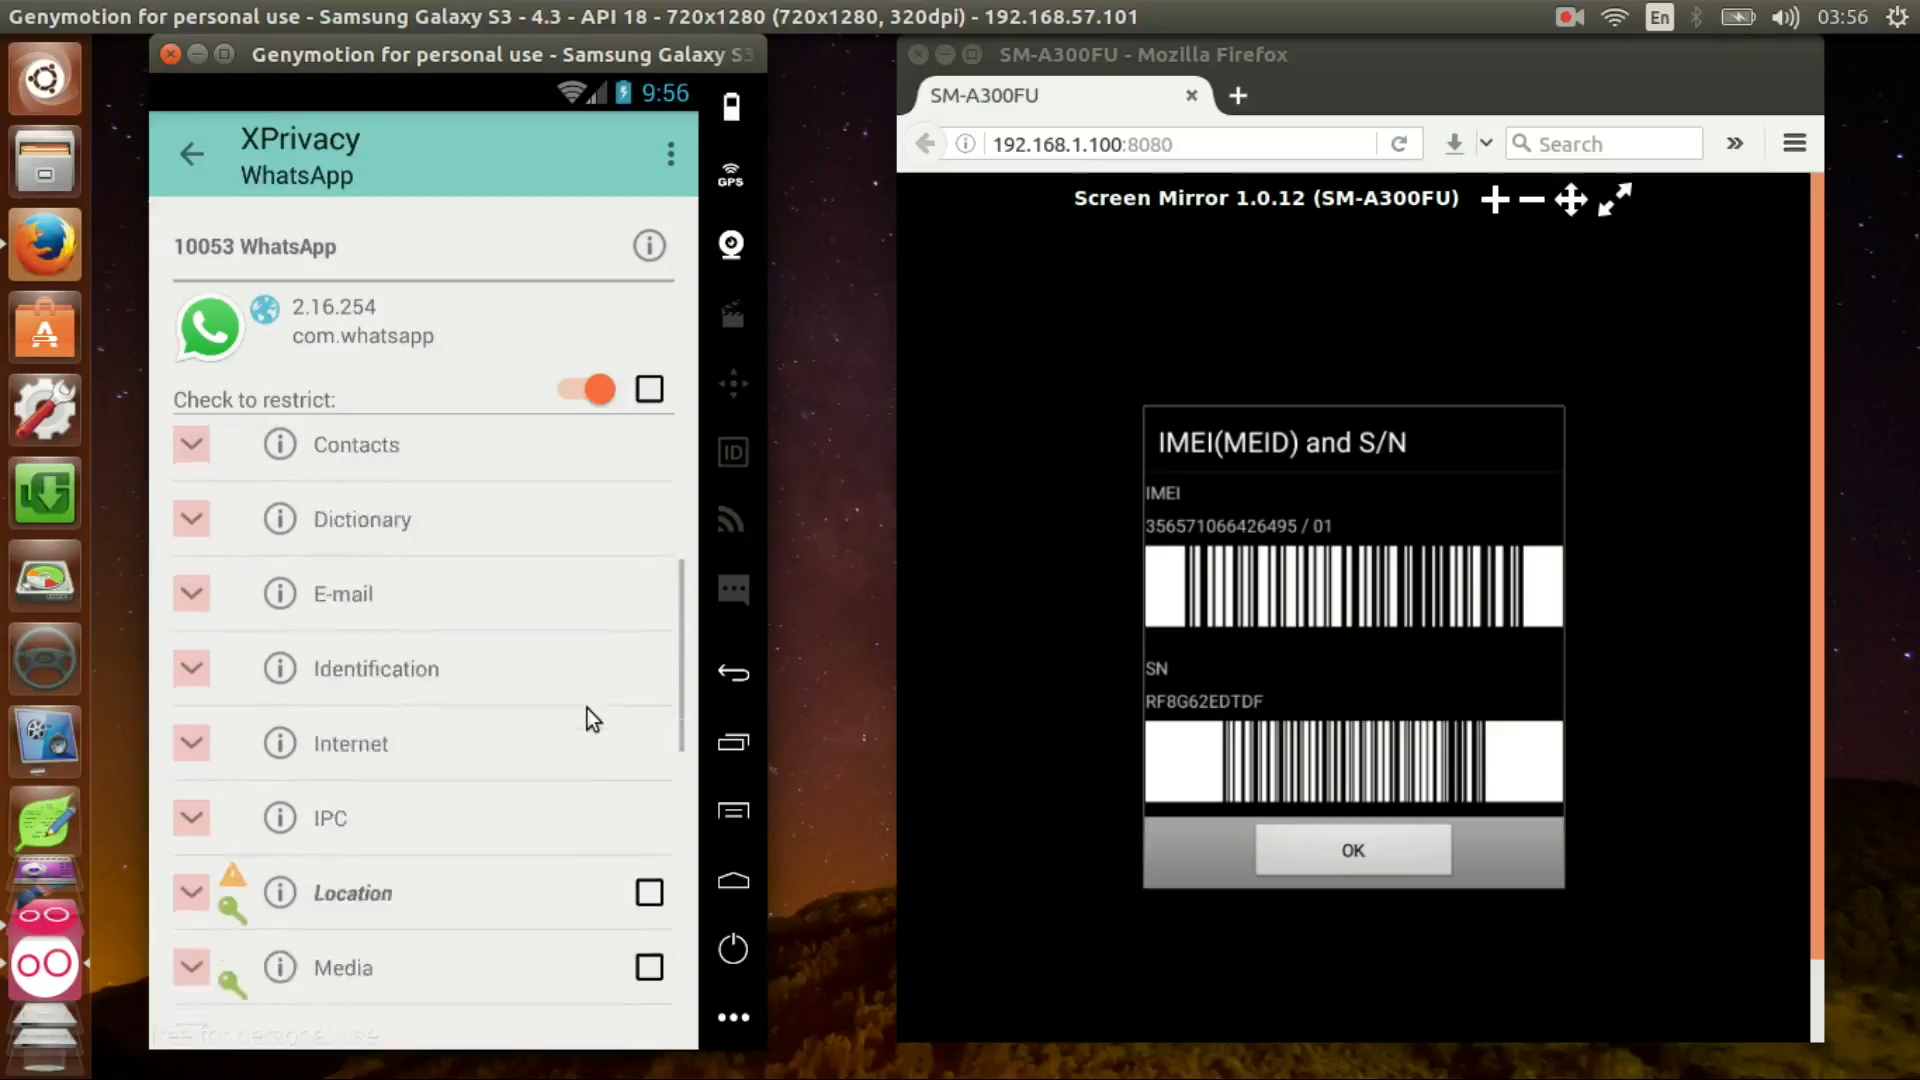 Genymotion for personal use - Samsung Galaxy S3 - 4.3 - API 18 - 720x1280 (720x1280, 320dpi) - 192.168.57.101
En
03:56
Genymotion for personal use - Samsung Galaxy S3
9:56
XPrivacy
WhatsApp
10053 WhatsApp
2.16.254
com.whatsapp
Check to restrict:
Contacts
Dictionary
E-mail
Identification
Internet
IPC
Location
Media
free for personal use
GPS
ID
SM-A300FU - Mozilla Firefox
SM-A300FU
192.168.1.100:8080
Search
Screen Mirror 1.0.12 (SM-A300FU)
IMEI(MEID) and S/N
IMEI
356571066426495 / 01
SN
RF8G62EDTDF
OK